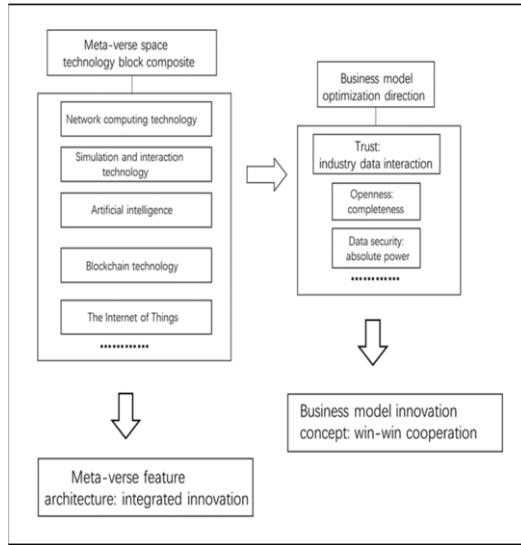 Meta-verse space
technology block composite
Network computing technology
Simulation and interaction
technology
Artificial intelligence
Blockchain technology
The Internet of Things
••••••••••••
Meta-verse feature
architecture: integrated innovation
Business model
optimization direction
Trust:
industry data interaction
Openness:
completeness
Data security:
absolute power
••••••••••••
Business model innovation
concept: win-win cooperation